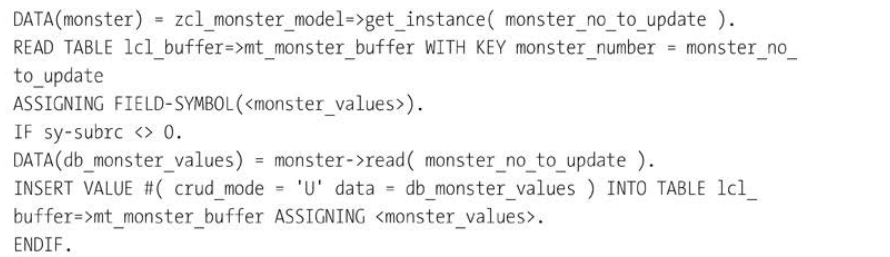 DATA(monster) = zcl_monster_model=>get_instance( monster_no_to_update ).
READ TABLE lcl_buffer=>mt_monster_buffer WITH KEY monster_number = monster_no_
to_update
ASSIGNING FIELD-SYMBOL(<monster_values>).
IF sy-subrc <> 0.
DATA(db_monster_values) = monster->read( monster_no_to_update ).
INSERT VALUE #( crud_mode = 'U' data = db_monster_values ) INTO TABLE lcl_
buffer=>mt_monster_buffer ASSIGNING <monster_values>.
ENDIF.